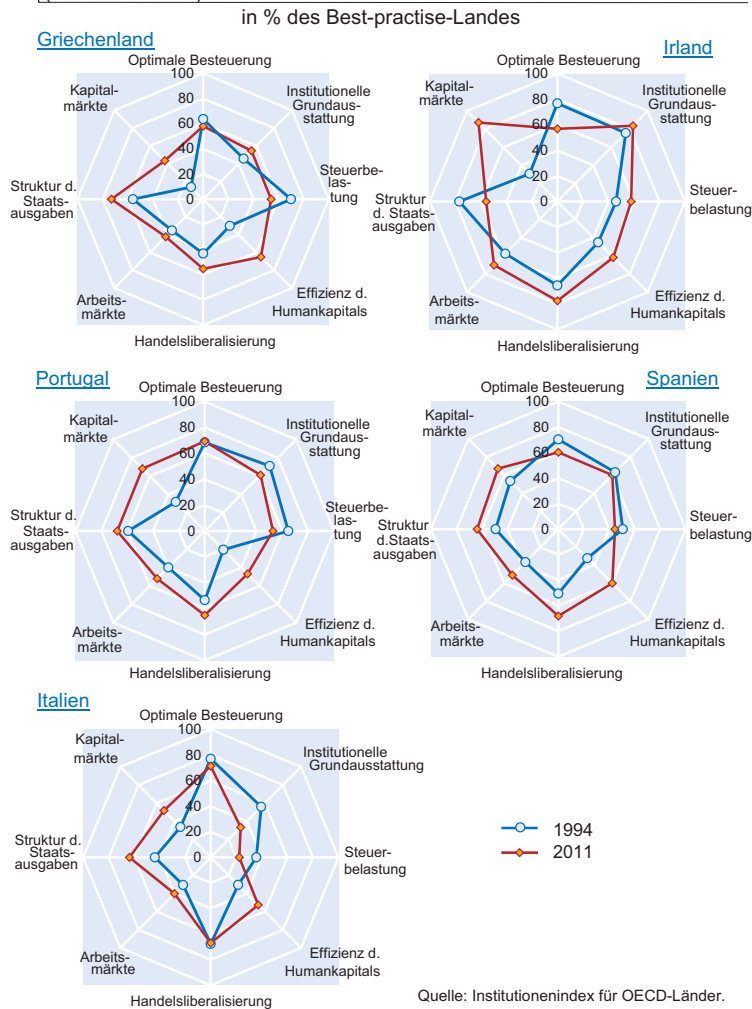 in % des Best-practise-Landes
Griechenland
Optimale Besteuerung
100
80
60
40
20
0
Institutionelle
Grundaus-
stattung
Steuerbe-
las-
tung
Effizienz d.
Humankapitals
Handelsliberalisierung
Arbeits-
märkte
Struktur d.
Staats-
ausgaben
Kapital-
märkte
Irland
Optimale Besteuerung
100
80
60
40
20
0
Institutionelle
Grundaus-
stattung
Steuer-
belastung
Effizienz d.
Humankapitals
Handelsliberalisierung
Arbeits-
märkte
Struktur
d. Staats-
ausgaben
Kapital-
märkte
Portugal
Optimale Besteuerung
100
80
60
40
20
0
Institutionelle
Grundaus-
stattung
Steuerbe-
las-
tung
Effizienz d.
Humankapitals
Handelsliberalisierung
Arbeits-
märkte
Struktur d.
Staats-
ausgaben
Kapital-
märkte
Spanien
Optimale Besteuerung
100
80
60
40
20
0
Institutionelle
Grundaus-
stattung
Steuer-
belastung
Effizienz d.
Humankapitals
Handelsliberalisierung
Arbeits-
märkte
Struktur
d.Staats-
ausgaben
Kapital-
märkte
Italien
Optimale Besteuerung
100
80
60
40
20
0
Institutionelle
Grundausstattung
Steuer-
belastung
Effizienz d.
Humankapitals
Handelsliberalisierung
Arbeits-
märkte
Struktur d.
Staats-
ausgaben
Kapital-
märkte
1994
2011
Quelle: Institutionenindex für OECD-Länder.